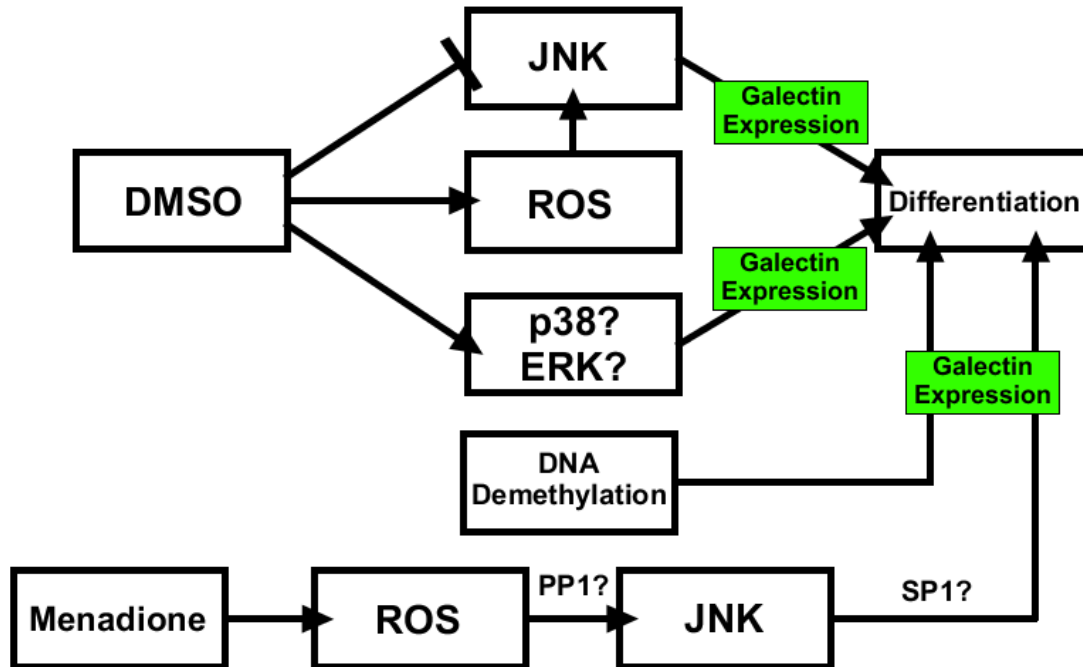 JNK
Galectin
Expression
DMSO
ROS
Differentiation
Galectin
Expression
p38?
ERK?
Galectin
Expression
DNA
Demethylation
Menadione
ROS
PP1?
JNK
SP1?